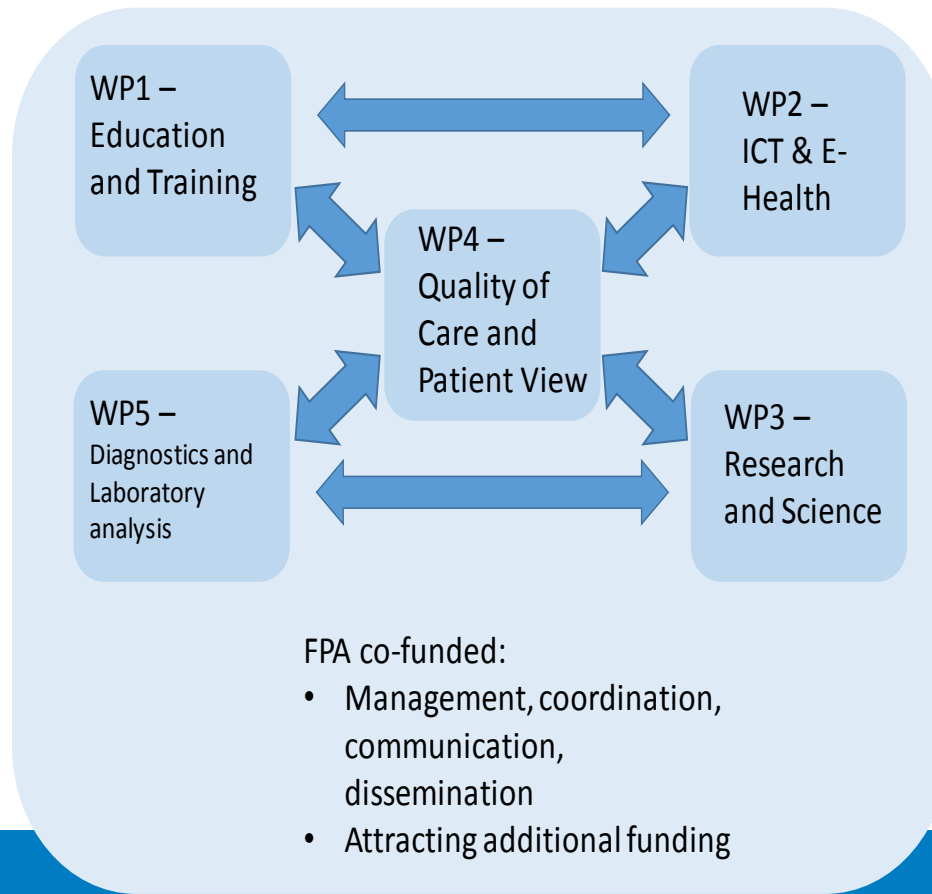 WP1 –
Education
and Training
WP2 –
ICT & E-
Health
WP4 –
Quality of
Care and
Patient View
WP5 –
Diagnostics and
Laboratory
analysis
WP3 –
Research
and Science
FPA co-funded:
• Management, coordination,
communication,
dissemination
• Attracting additional funding